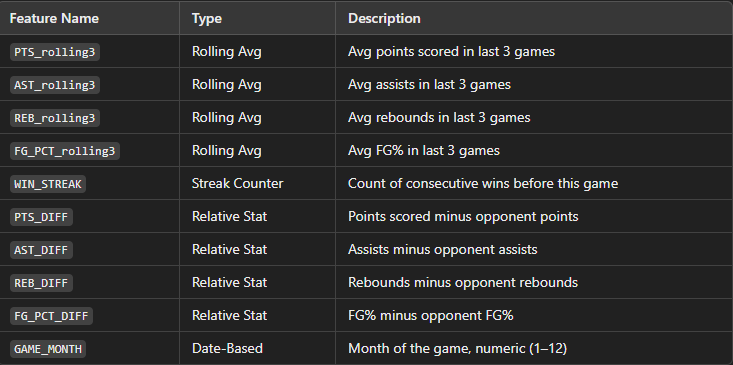 Feature Name Type Description
PTS_rolling3 Rolling Avg Avg points scored in last 3 games
AST_rolling3 Rolling Avg Avg assists in last 3 games
REB_rolling3 Rolling Avg Avg rebounds in last 3 games
FG_PCT_rolling3 Rolling Avg Avg FG% in last 3 games
WIN_STREAK Streak Counter Count of consecutive wins before this game
PTS_DIFF Relative Stat Points scored minus opponent points
AST_DIFF Relative Stat Assists minus opponent assists
REB_DIFF Relative Stat Rebounds minus opponent rebounds
FG_PCT_DIFF Relative Stat FG% minus opponent FG%
GAME_MONTH Date-Based Month of the game, numeric (1–12)